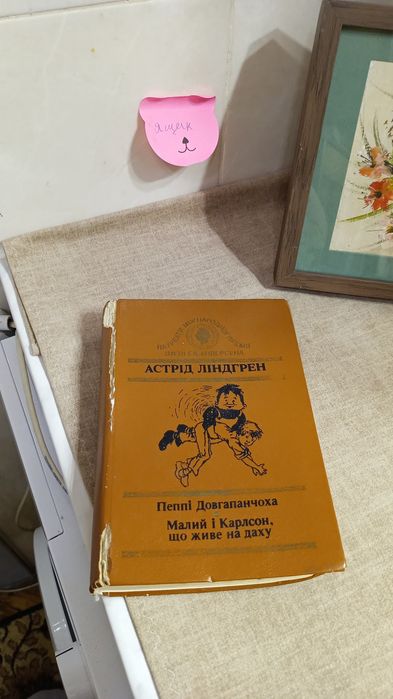 ящик
АСТРІД ЛІНДГРЕН
Пеппі Довгапанчоха
Малий і Карлсон,
що живе на даху